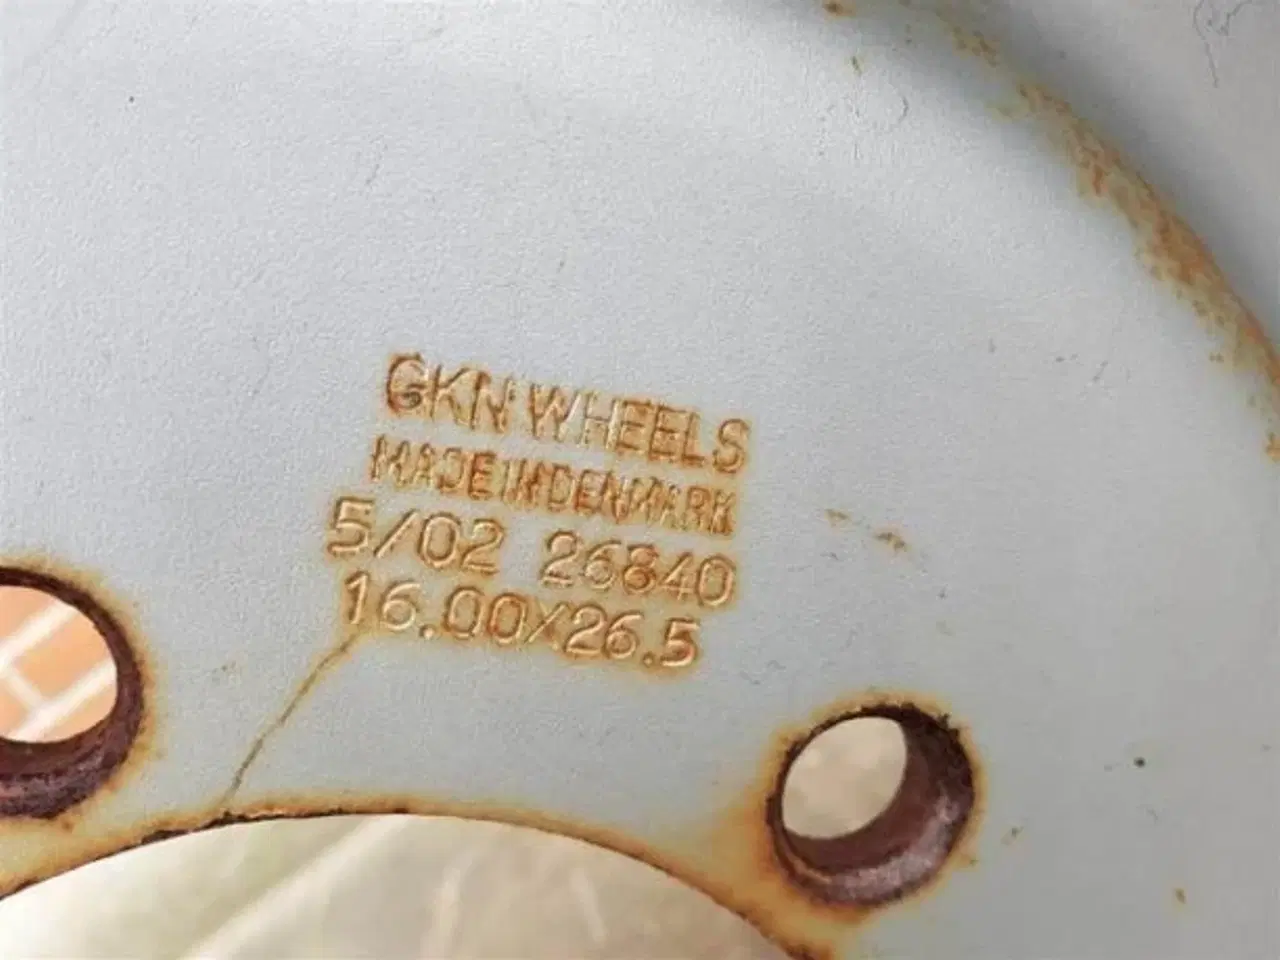 GKN WHEELS
MADE IN DENMARK
5/02 26840
16.00X26.5